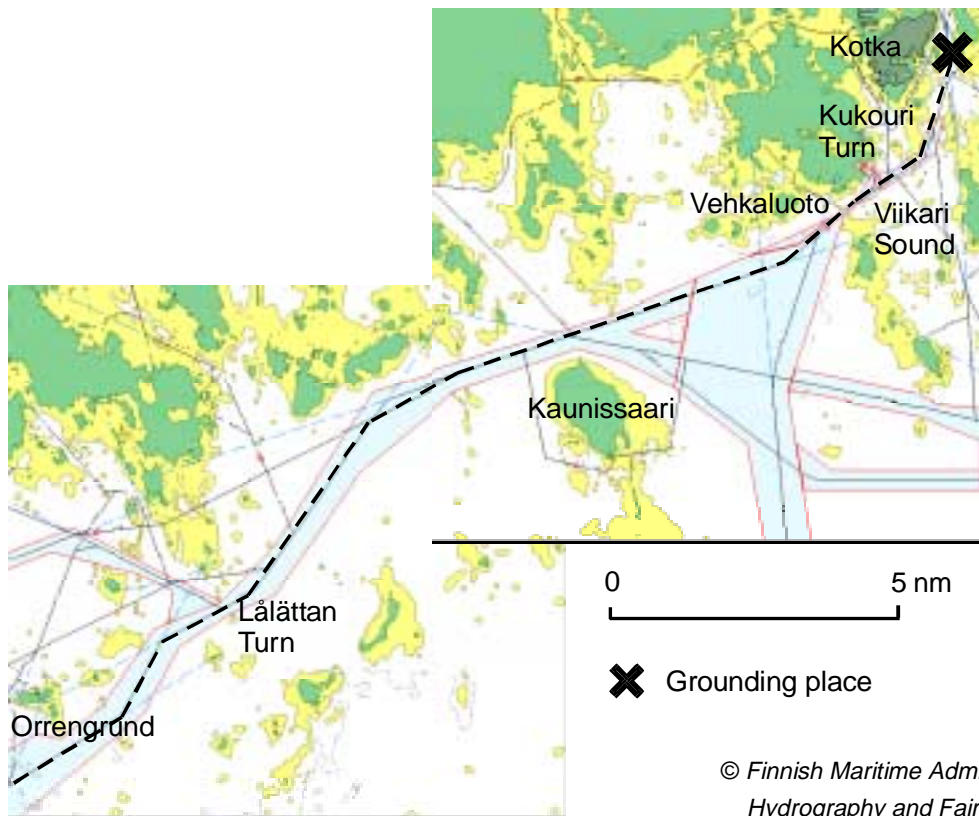 Kotka
Kukouri
Turn
Vehkaluoto
Viikari
Sound
Kaunissaari
Lålättan
Turn
Orrengrund
0 5 nm
Grounding place
© Finnish Maritime Adm
Hydrography and Fair